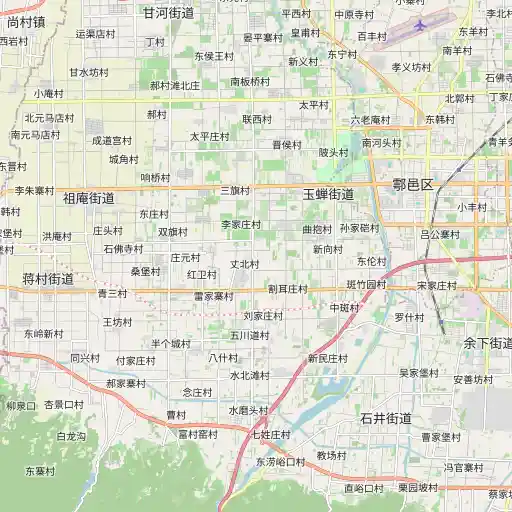 平西村
中原寺村
小寨村
李北村
甘河街道
尚村镇
运渠店村
皇甫村
百丰村
西岩村
丁村
晏平寨村
南羊村
东侯王村
东宁村
新义村
孝义坊村
甘水坊村
郝村滩北庄
南板桥村
石佛寺
小庵村
北郭村
丁家庄
太平村
北元马店村
郝村
联西村
六老庵村
东韩村
南元马店村
太平庄村
成道宫村
晋侯村
南河头村
青羊务
城角村
陂头村
东晋村
响桥村
李朱寨村
三旗村
玉蝉街道
鄠邑区
祖庵街道
韩村
东庄村
小丰村
李家庄村
庄头村
双旗村
曲抱村
孙家硙村
洪庵村
吕公寨村
石佛寺村
新向村
庄元村
东伦村
丈北村
桑堡村
红卫村
蒋村街道
斑竹园村
宋家庄村
青三村
雷家寨村
割耳庄村
中斑村
刘家庄村
罗什村
王坊村
东岭新村
五川道村
半个城村
余下街道
同兴村
付家庄村
八什村
新民庄村
水北滩村
吴家堡村
安善坊村
郝家寨村
念庄村
柳泉口
杏景口村
曹村
水磨头村
石井街道
白龙沟
富村窑村
七姓庄村
曹家堡村
教场村
东涝峪口村
冯官寨村
东寨村
直峪口村
栗园坡村
蔡家坡